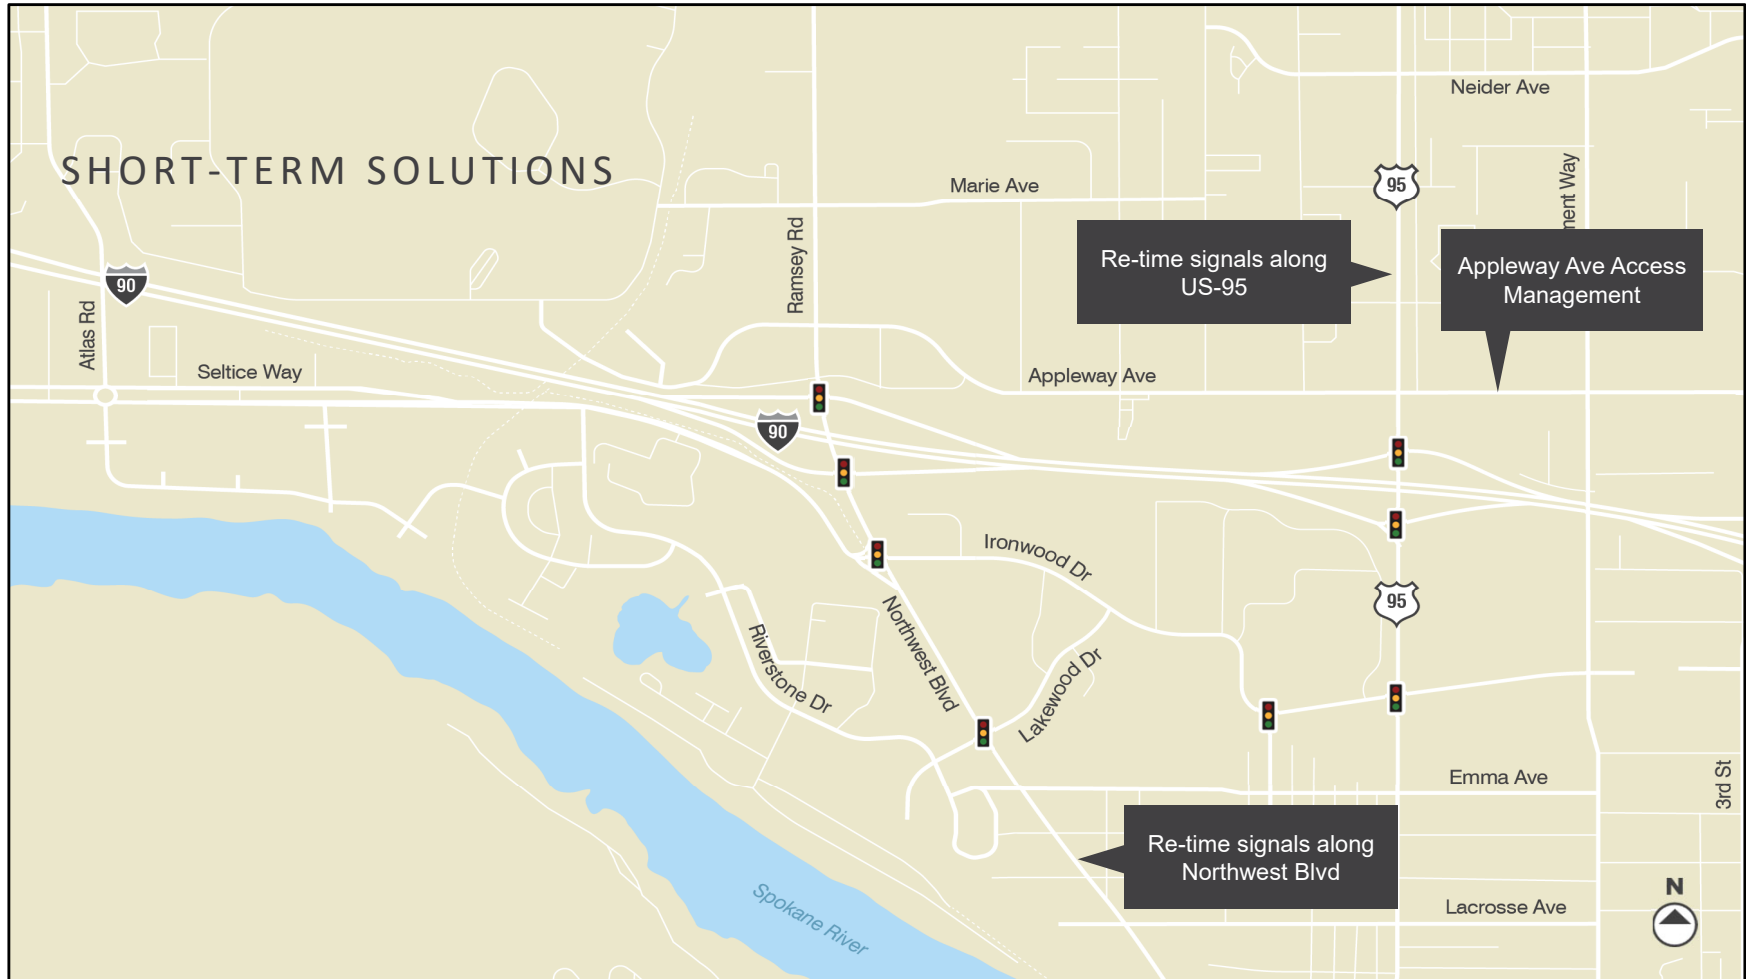 Neider Ave
SHORT-TERM SOLUTIONS
Marie Ave
95
ment Way
Ramsey Rd
Re-time signals along
US-95
Appleway Ave Access
Management
90
Atlas Rd
Seltice Way
Appleway Ave
90
Ironwood Dr
95
Northwest Blvd
Riverstone Dr
Lakewood Dr
Emma Ave
3rd St
Re-time signals along
Northwest Blvd
Spokane River
Lacrosse Ave
N